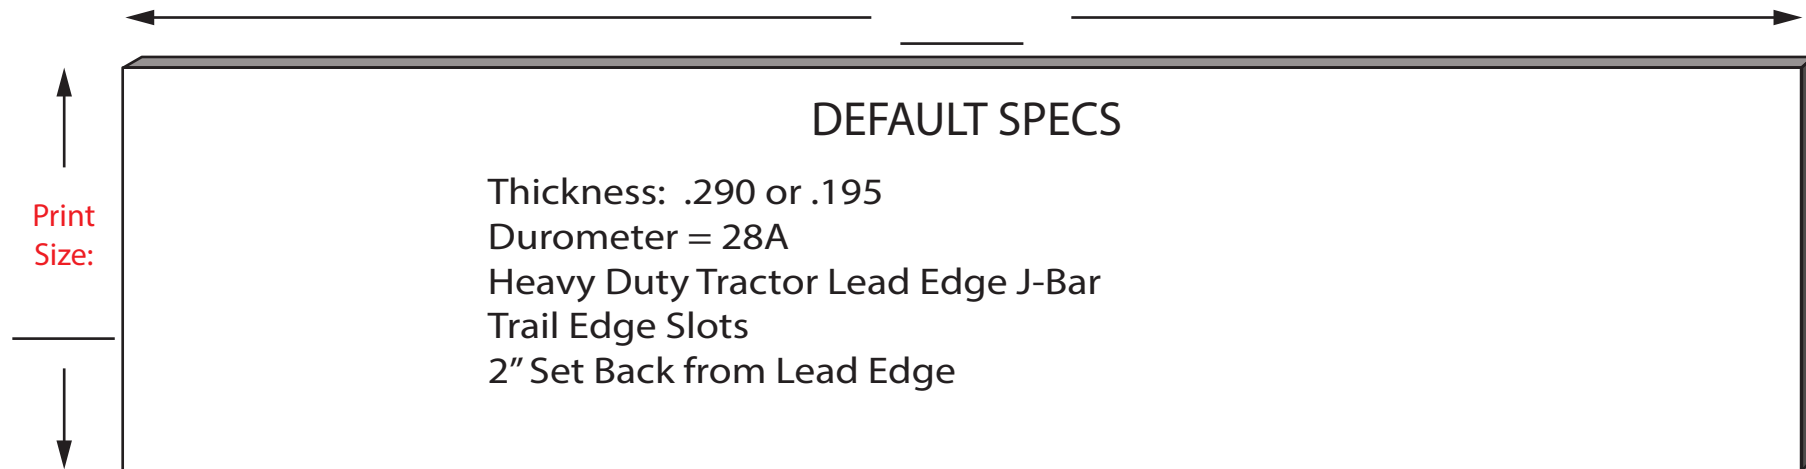 DEFAULT SPECS
Thickness:  .290 or .195
Durometer = 28A
Heavy Duty Tractor Lead Edge J-Bar
Trail Edge Slots
2” Set Back from Lead Edge
Print
Size: